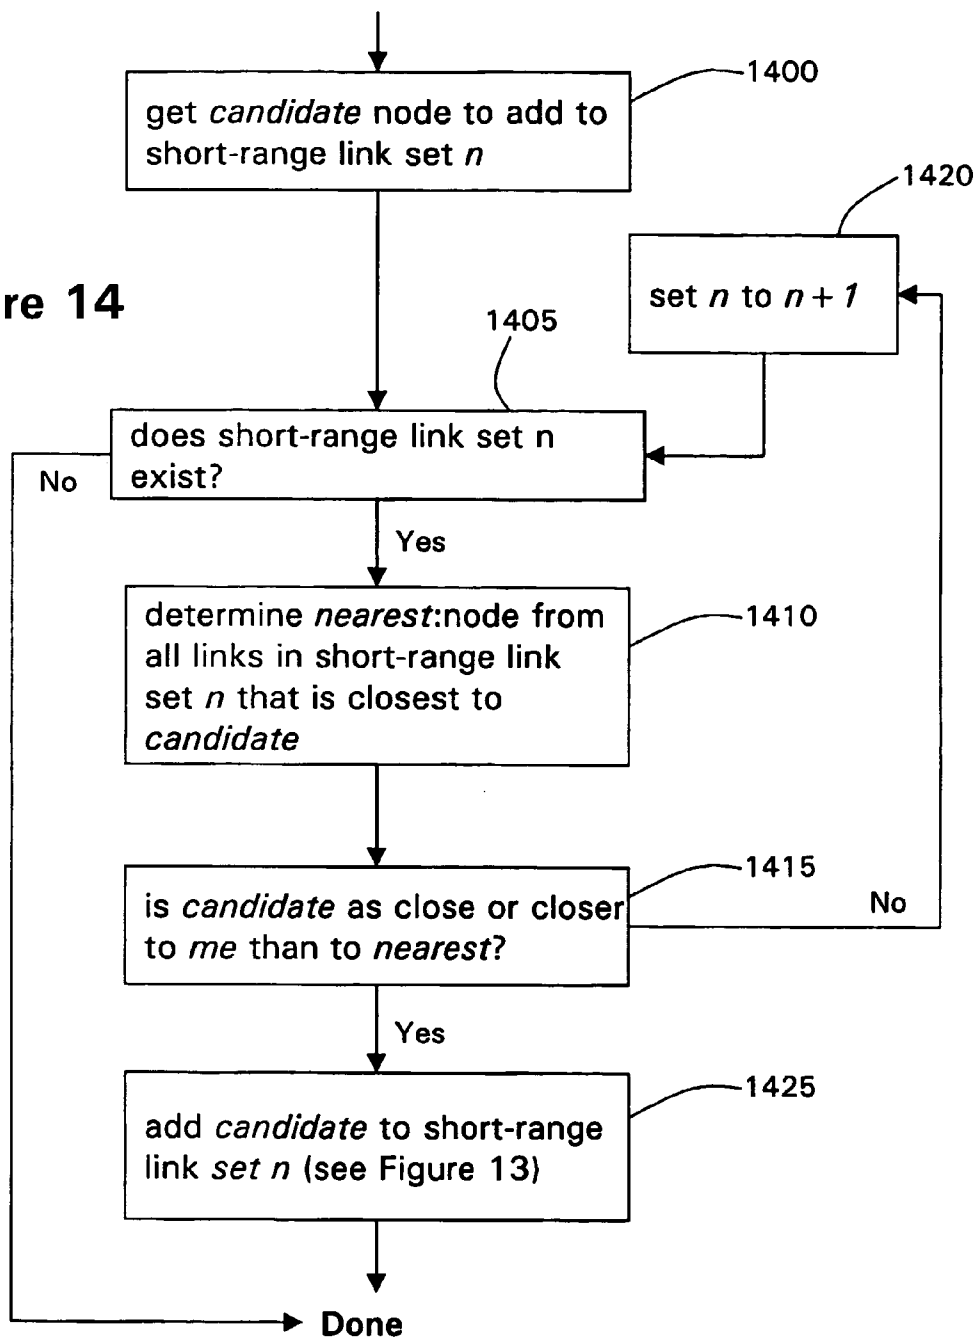 1400
get candidate node to add to
short-range link set n
1420
set n to n + 1
re 14
1405
does short-range link set n
exist?
No
Yes
determine nearest:node from
all links in short-range link
set n that is closest to
candidate
1410
1415
is candidate as close or closer
to me than to nearest?
No
Yes
1425
add candidate to short-range
link set n (see Figure 13)
Done